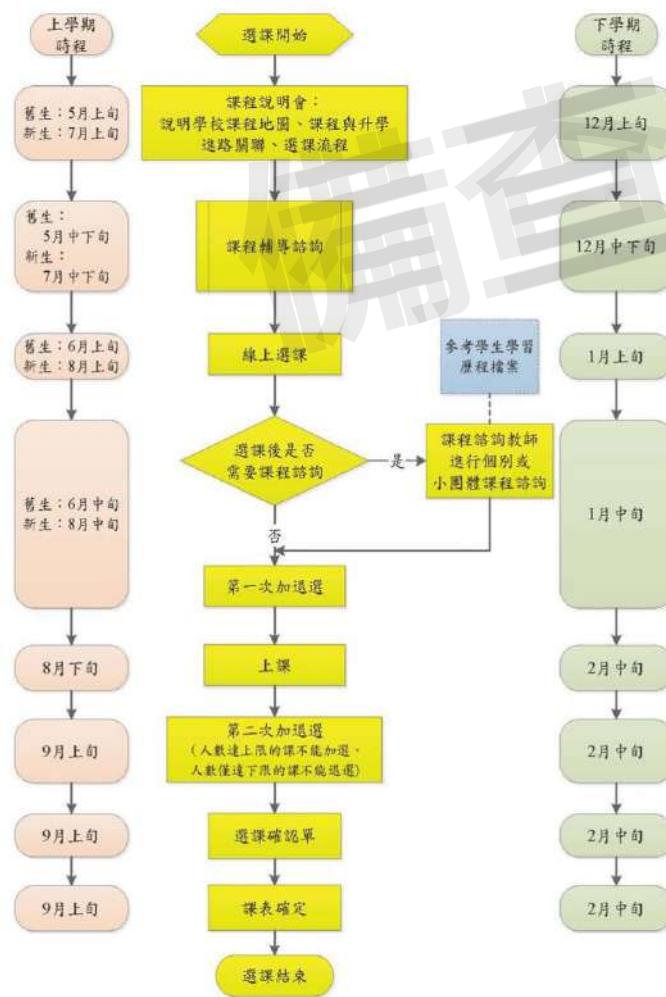 上學期
時程
選課開始
下學期
時程
舊生：5月上旬
新生：7月上旬
課程說明會：
說明學校課程地圖、課程與升學
進路關聯、選課流程
12月上旬
備查
舊生：
5月中下旬
新生：
7月中下旬
課程輔導諮詢
12月中下旬
舊生：6月上旬
新生：8月上旬
線上選課
參考學生學習
歷程檔案
1月上旬
選課後是否
需要課程諮詢
是
課程諮詢教師
進行個別或
小團體課程諮詢
舊生：6月中旬
新生：8月中旬
1月中旬
否
第一次加退選
8月下旬
上課
2月中旬
9月上旬
第二次加退選
（人數達上限的課不能加選，
人數僅達下限的課不能退選）
2月中旬
9月上旬
選課確認單
2月中旬
9月上旬
課表確定
2月中旬
選課結束